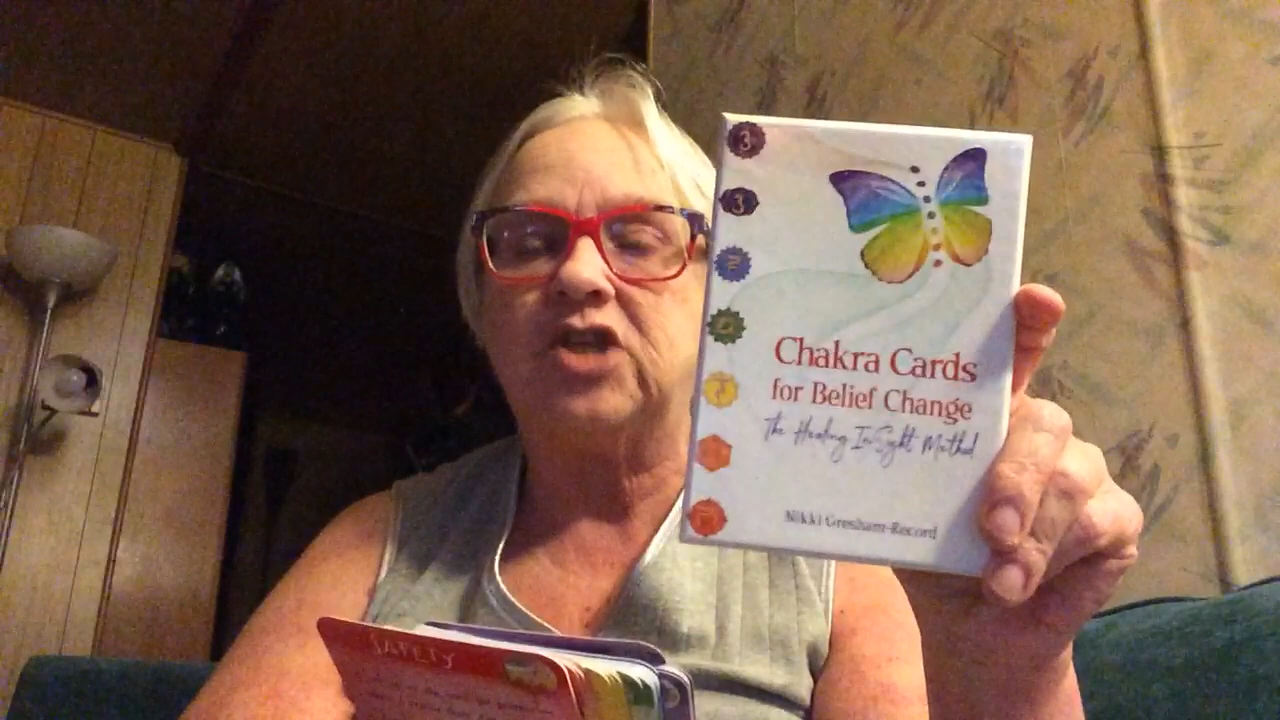 Chakra Cards
for Belief Change
The Healing InSight Method
Nikki Gresham-Record
SAFETY